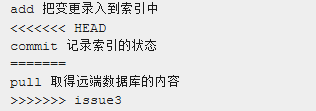 add 把变更录入到索引中
<<<<<<< HEAD
commit 记录索引的状态
=======
pull 取得远端数据库的内容
>>>>>>> issue3